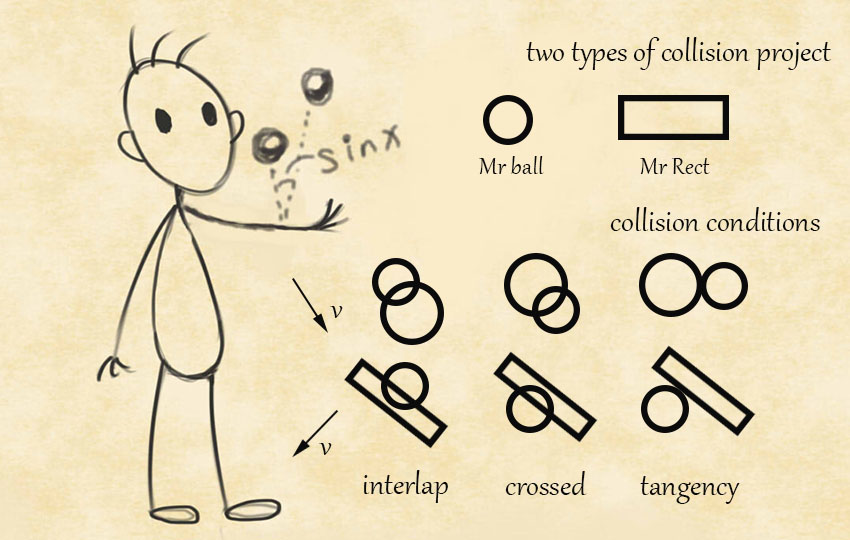 two types of collision project
Mr ball
Mr Rect
sinx
collision conditions
v
v
interlap
crossed
tangency